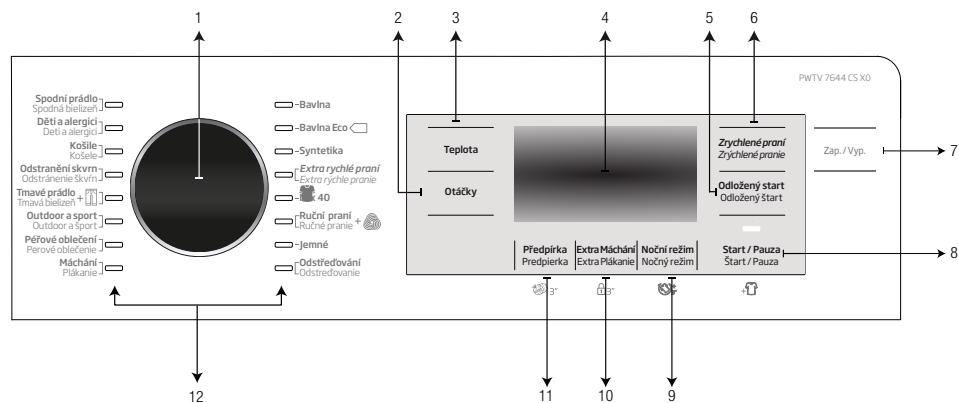 1
2
3
4
5
6
PWTV 7644 CS X0
Spodní prádlo
Spodná bielizeň
Děti a alergici
Deti a alergici
Košile
Košele
Odstranění skvrn
Odstránenie škvŕn
Tmavé prádlo +
Tmavá bielizeň
Outdoor a sport
Outdoor a šport
Péřové oblečení
Perové oblečenie
Máchání
Plákanie
Bavlna
Bavlna Eco
Syntetika
Extra rychlé praní
Extra rýchle pranie
40
Ruční praní +
Ručné pranie
Jemné
Odstřeďování
Odstreďovanie
Teplota
Otáčky
Zrychlené praní
Zrýchlené pranie
Odložený start
Odložený štart
Zap. / Vyp.
7
Předpírka
Predpierka
Extra Máchání
Extra Plákanie
Noční režim
Nočný režim
Start / Pauza
Štart / Pauza
8
3"
3"
+
12
11
10
9